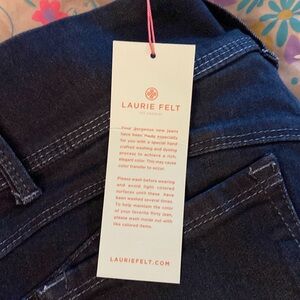 LAURIE FELT
LOS ANGELES
Your gorgeous new jeans
have been made especially
for you with a special hand
crafted washing and dyeing
process to achieve a rich,
elegant color. This may cause
color transfer to occur.
Please wash before wearing
and avoid light colored
surfaces until these have
been washed several times.
To help maintain the color
of your favorite thirty jean,
please wash inside out with
like colored items.
LAURIEFELT.COM